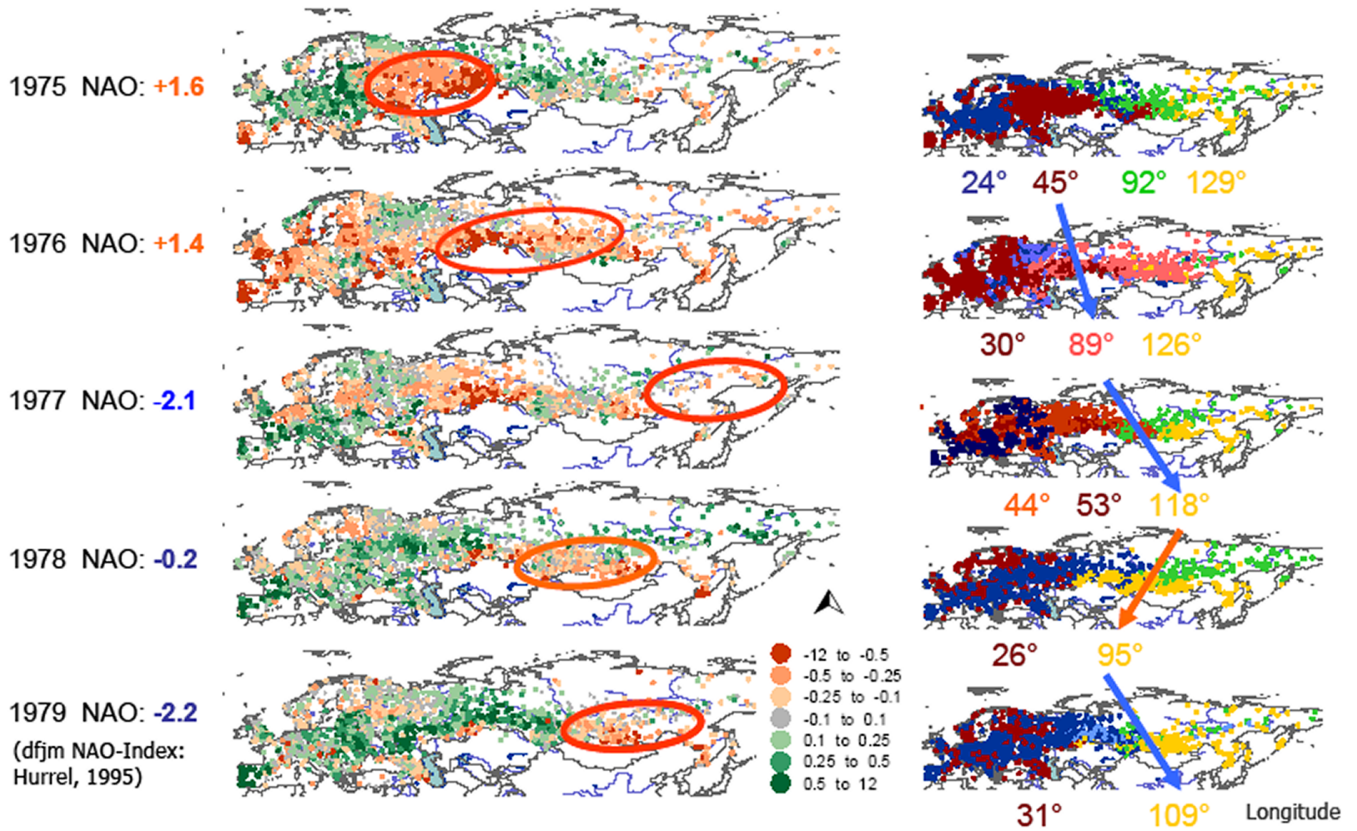 1975 NAO: +1.6
24° 45° 92° 129°
1976 NAO: +1.4
30° 89° 126°
1977 NAO: -2.1
44° 53° 118°
1978 NAO: -0.2
26° 95°
-12 to -0.5
-0.5 to -0.25
-0.25 to -0.1
-0.1 to 0.1
0.1 to 0.25
0.25 to 0.5
0.5 to 12
1979 NAO: -2.2
(dfjm NAO-Index:
Hurrel, 1995)
31° 109° Longitude